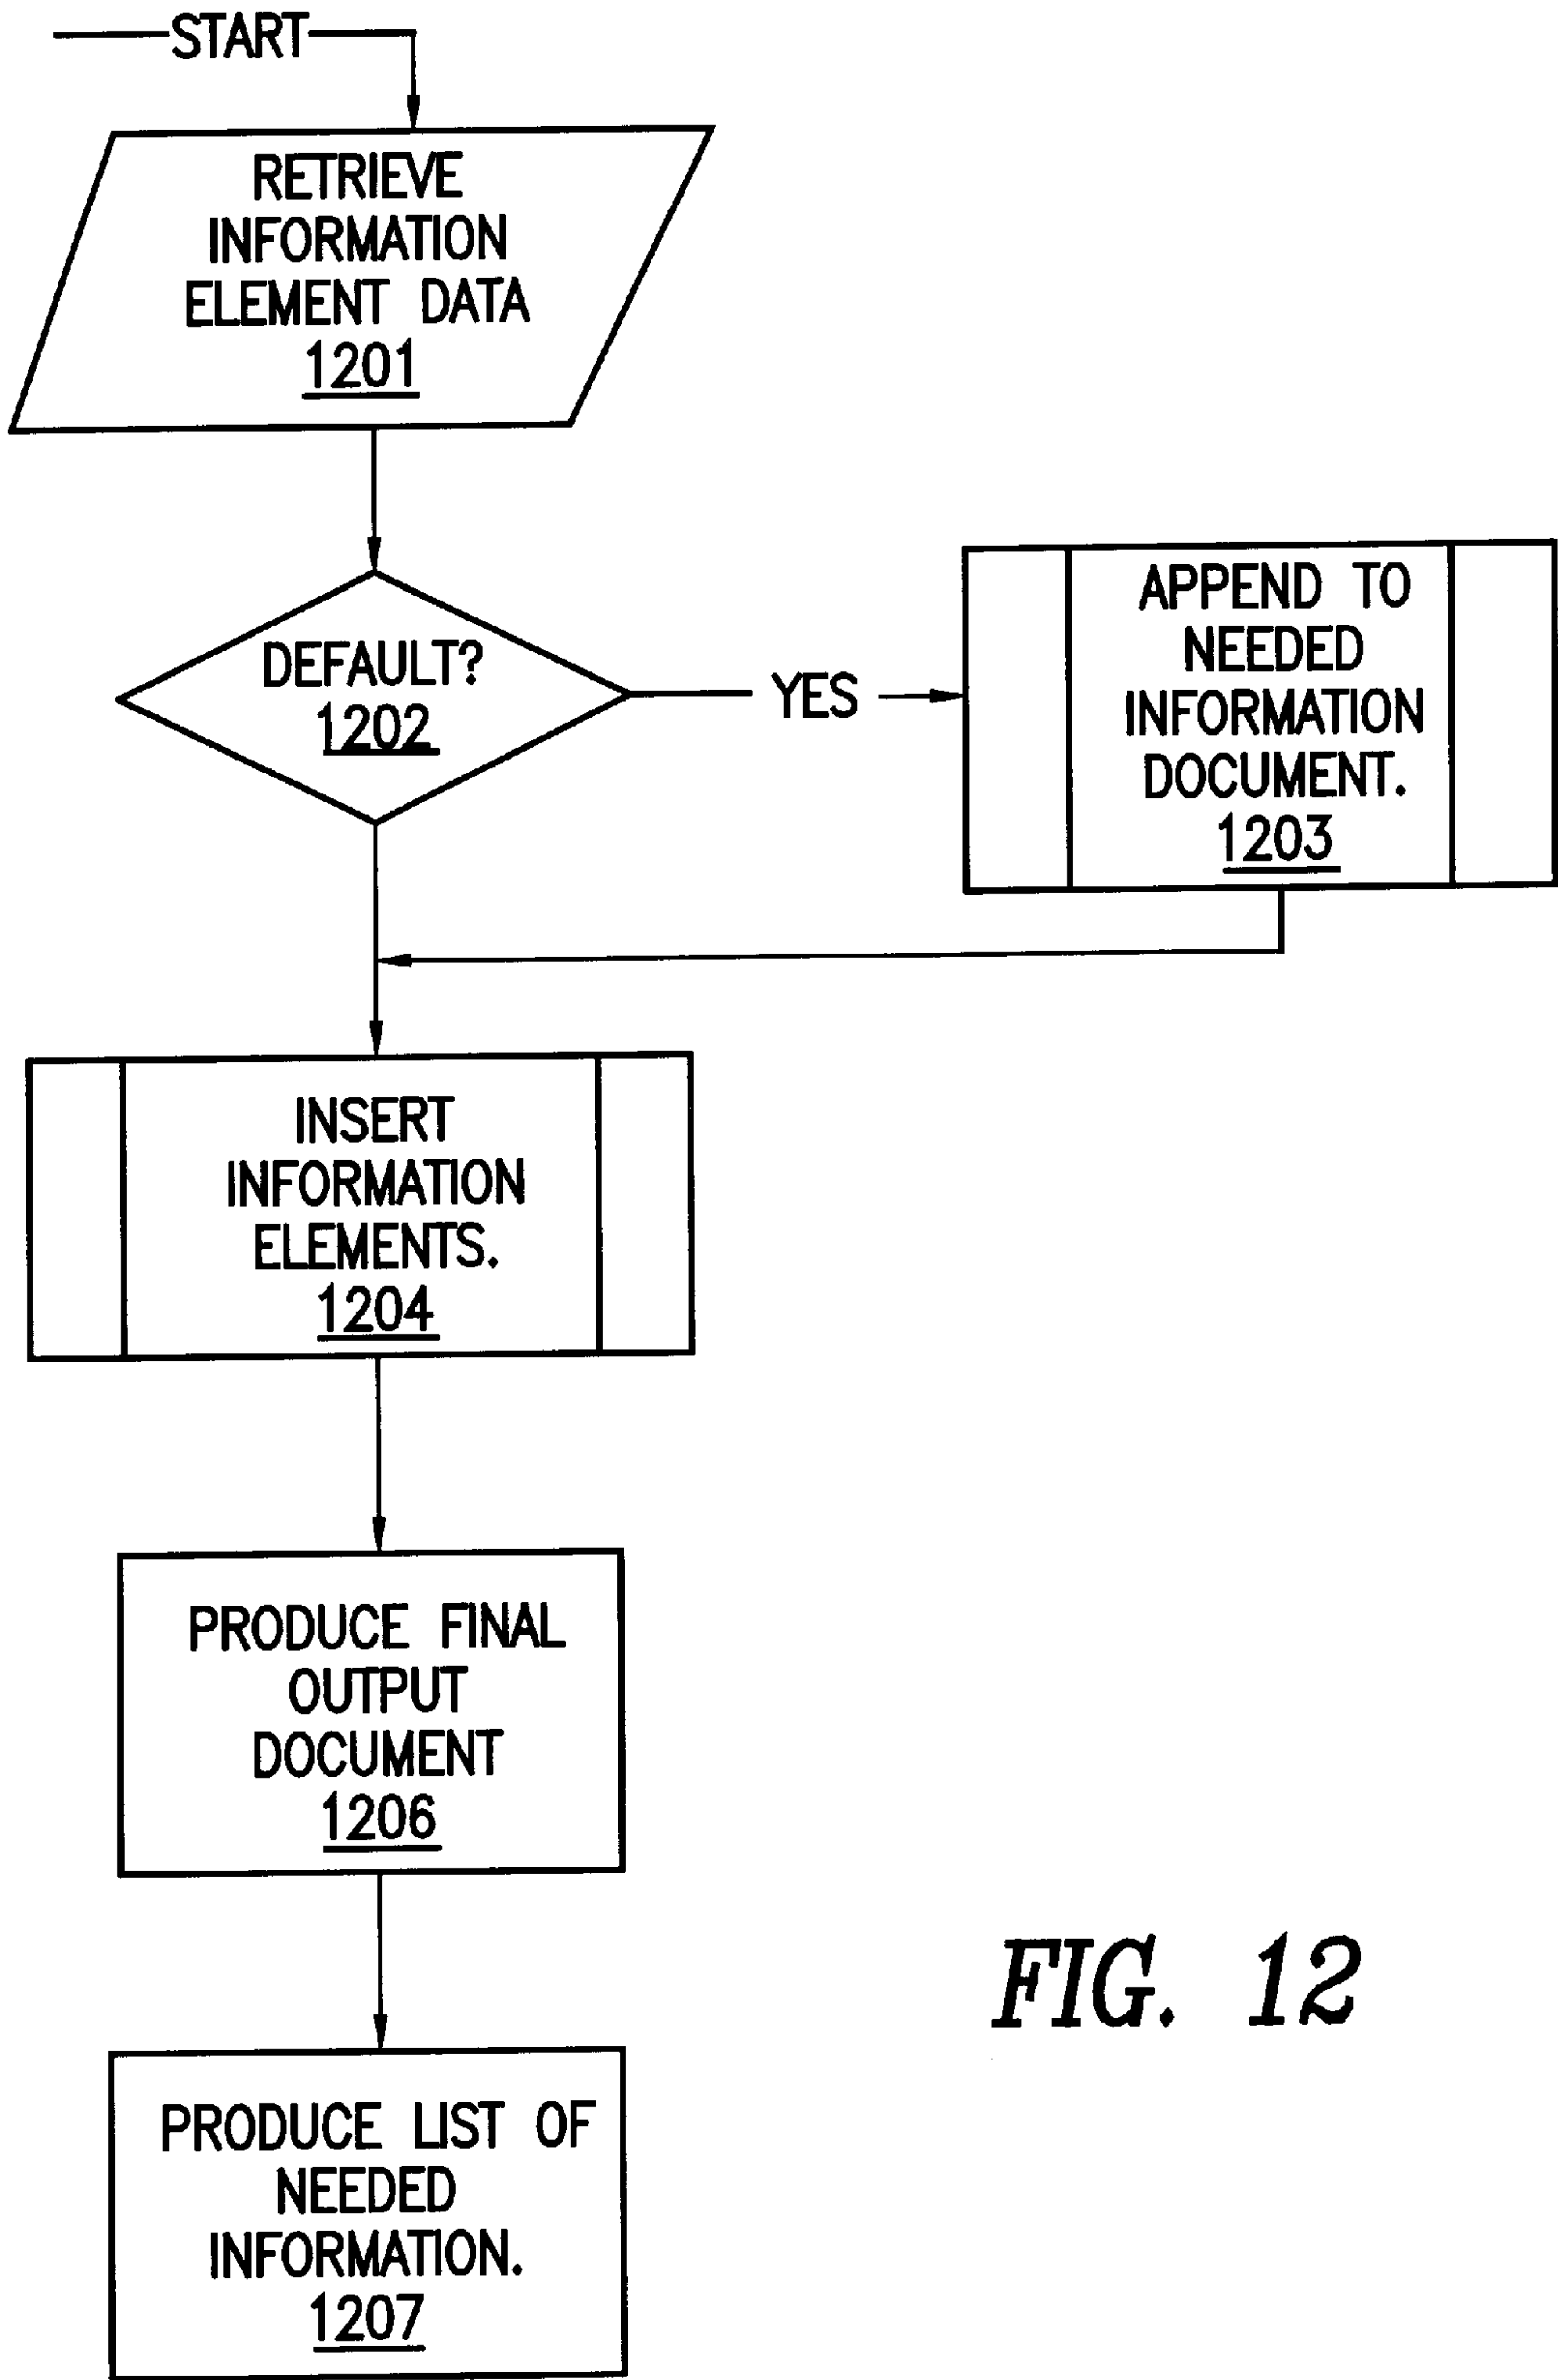 START
RETRIEVE
INFORMATION
ELEMENT DATA
1201
DEFAULT?
1202
YES
APPEND TO
NEEDED
INFORMATION
DOCUMENT.
1203
INSERT
INFORMATION
ELEMENTS.
1204
PRODUCE FINAL
OUTPUT
DOCUMENT
1206
PRODUCE LIST OF
NEEDED
INFORMATION.
1207
FIG. 12